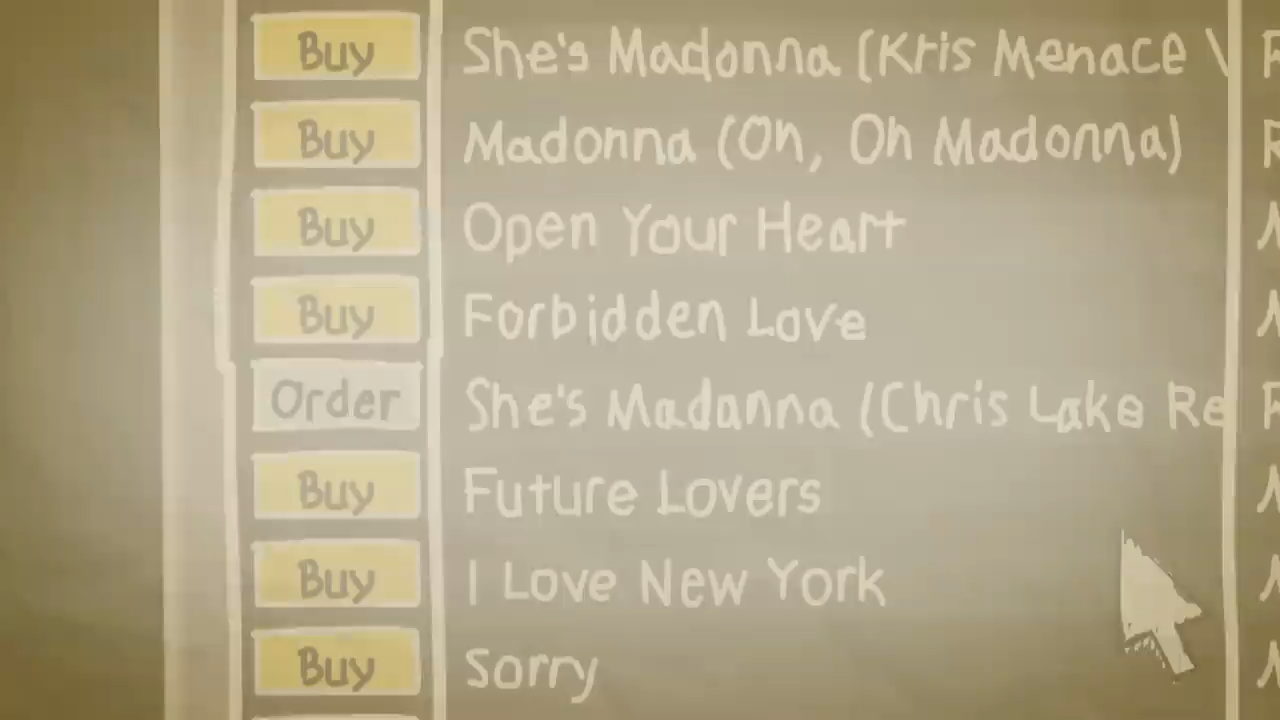 Buy She's Madonna (Kris Menace
Buy Madonna (Oh, Oh Madonna)
Buy Open Your Heart
Buy Forbidden Love
Order She's Madanna (Chris Lake Re
Buy Future Lovers
Buy I Love New York
Buy Sorry